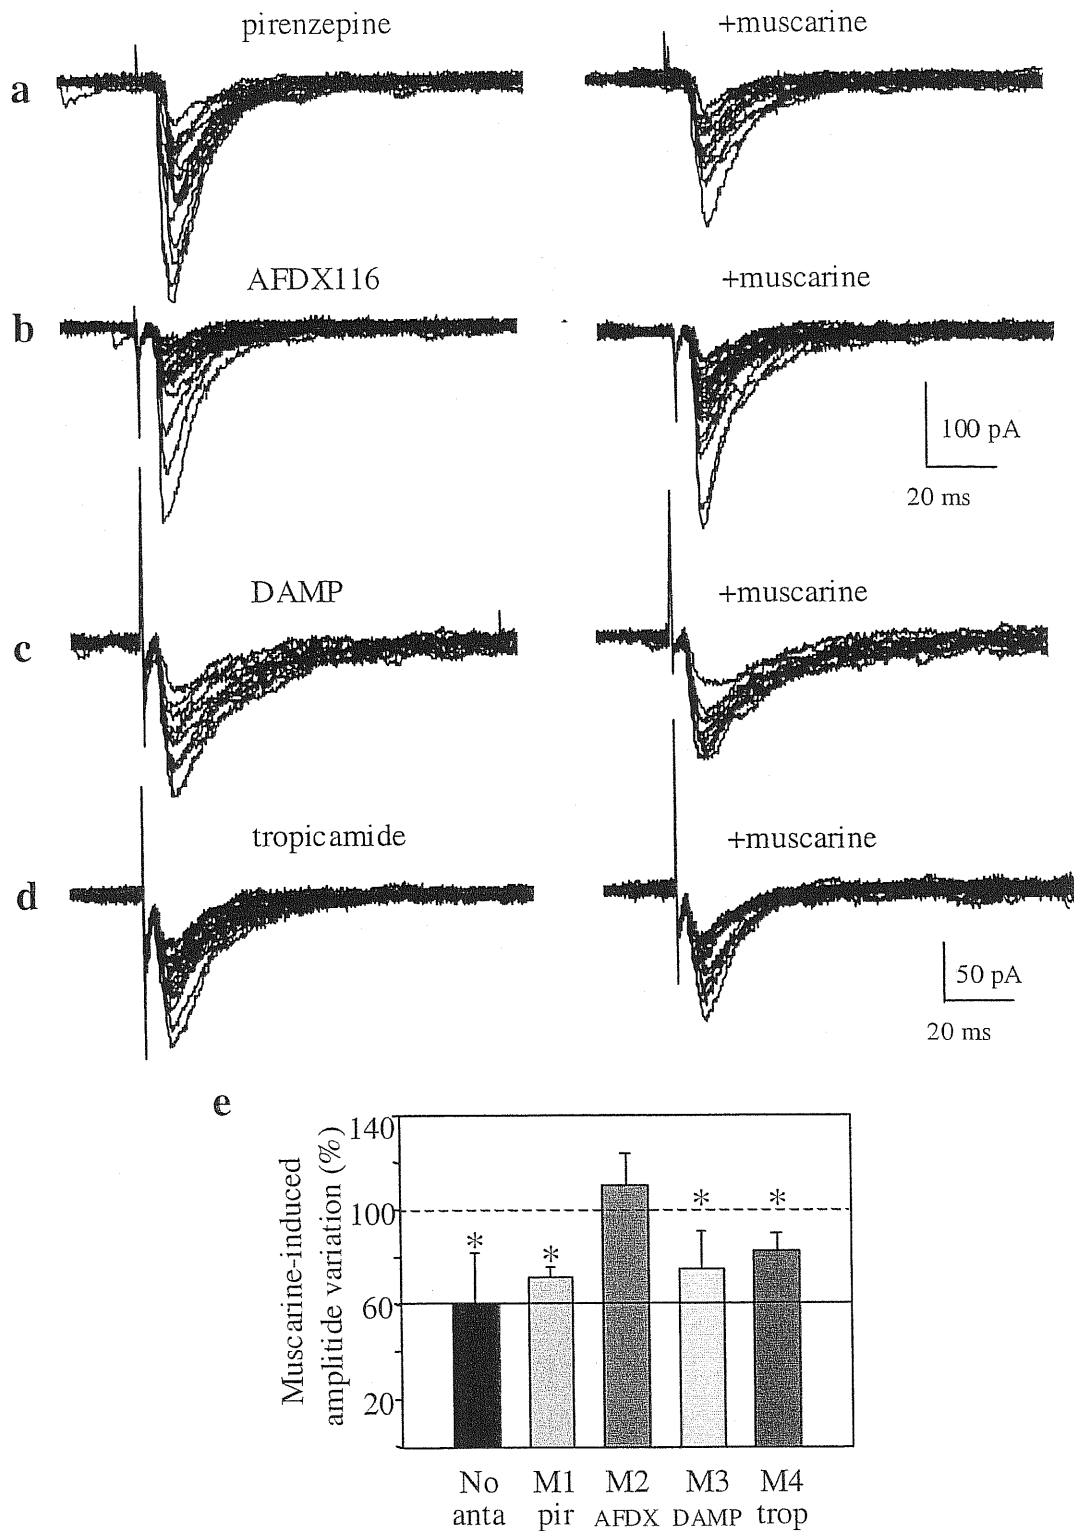 pirenzepine +muscarine
a
AFDX116 +muscarine
b
100 pA
20 ms
DAMP +muscarine
c
tropicamide +muscarine
d
50 pA
20 ms
e
Muscarine-induced
amplitide variation (%)
140
100
60
20
* * * *
No M1 M2 M3 M4
anta pir AFDX DAMP trop